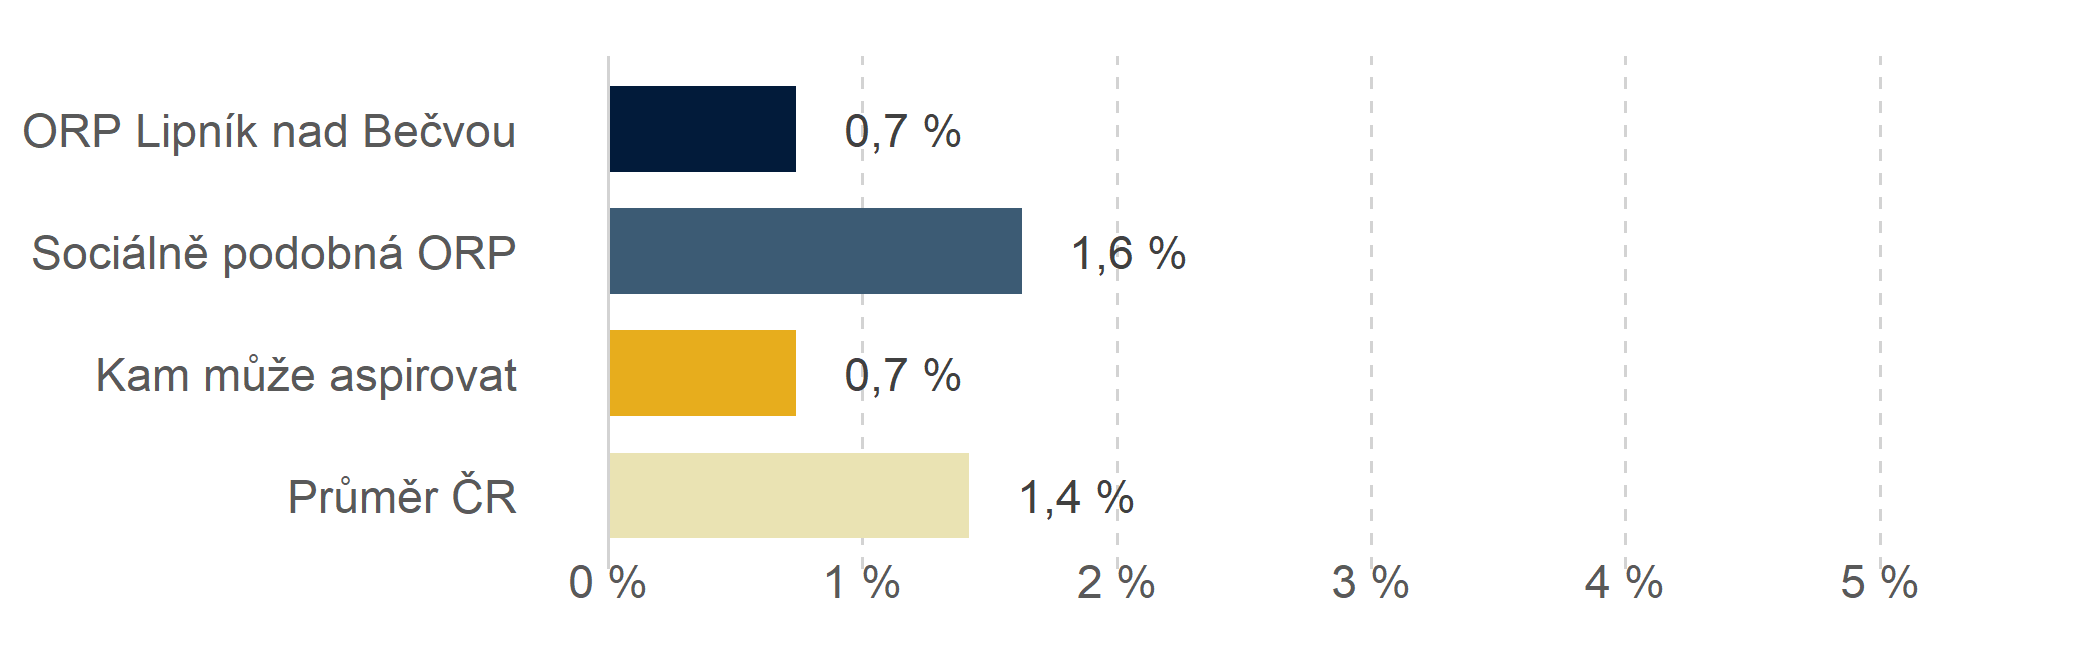 ORP Lipník nad Bečvou 0,7 %
Sociálně podobná ORP 1,6 %
Kam může aspirovat 0,7 %
Průměr ČR 1,4 %
0 % 1 % 2 % 3 % 4 % 5 %